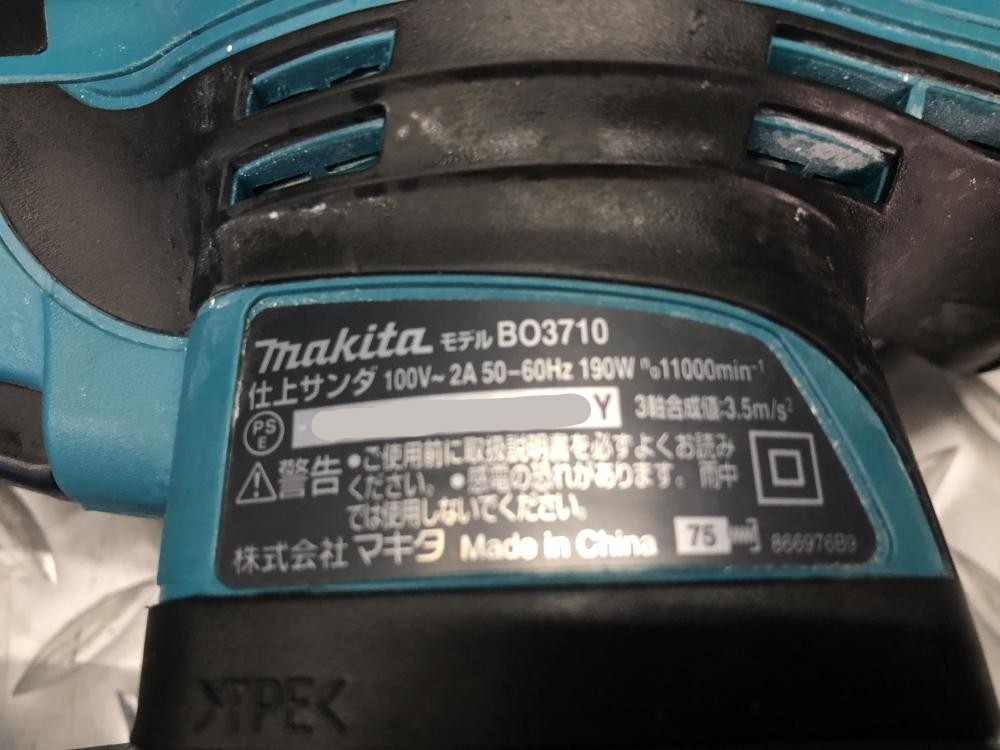 makita モデル BO3710
仕上サンダ 100V~2A 50-60Hz 190W n₀11000min⁻¹
PS E Y 3軸合成値:3.5m/s²
警告 •ご使用前に取扱説明書を必ずよくお読み
ください。 •感電の恐れがあります。 雨中
では使用しないでください。
株式会社 マキタ Made in China 75 866976B9
>TPE<